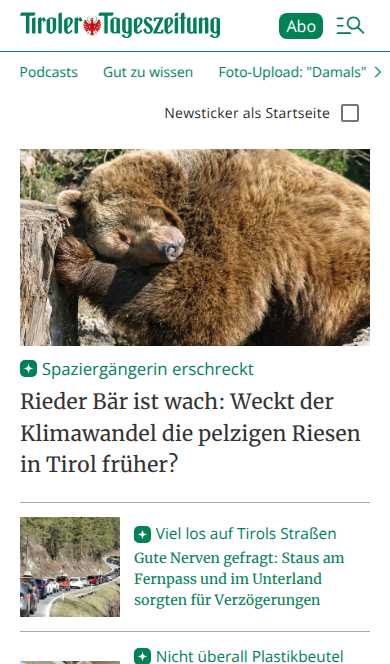 Tiroler Tageszeitung
Abo
Podcasts Gut zu wissen Foto-Upload: "Damals"
Newsticker als Startseite
Spaziergängerin erschreckt
Rieder Bär ist wach: Weckt der
Klimawandel die pelzigen Riesen
in Tirol früher?
Viel los auf Tirols Straßen
Gute Nerven gefragt: Staus am
Fernpass und im Unterland
sorgten für Verzögerungen
Nicht überall Plastikbeutel